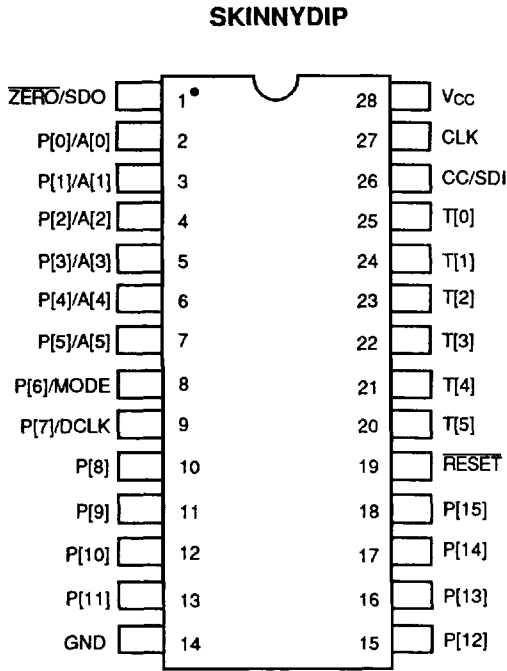 SKINNYDIP
Z̅E̅R̅O̅/SDO 1 28 VCC
P[0]/A[0] 2 27 CLK
P[1]/A[1] 3 26 CC/SDI
P[2]/A[2] 4 25 T[0]
P[3]/A[3] 5 24 T[1]
P[4]/A[4] 6 23 T[2]
P[5]/A[5] 7 22 T[3]
P[6]/MODE 8 21 T[4]
P[7]/DCLK 9 20 T[5]
P[8] 10 19 R̅E̅S̅E̅T̅
P[9] 11 18 P[15]
P[10] 12 17 P[14]
P[11] 13 16 P[13]
GND 14 15 P[12]